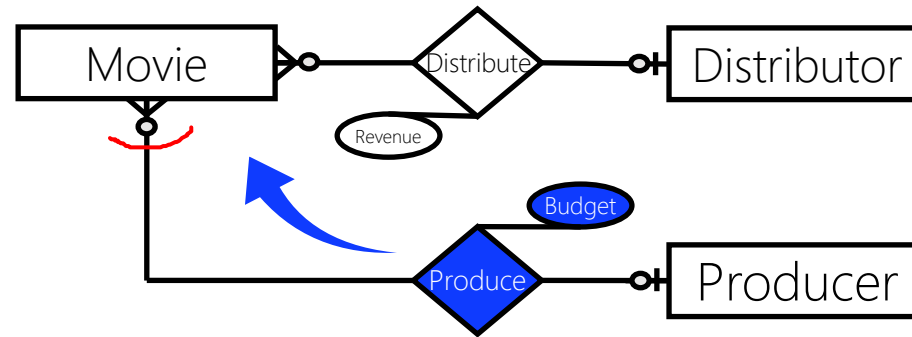 Movie
Distribute
Distributor
Revenue
Budget
Produce
Producer